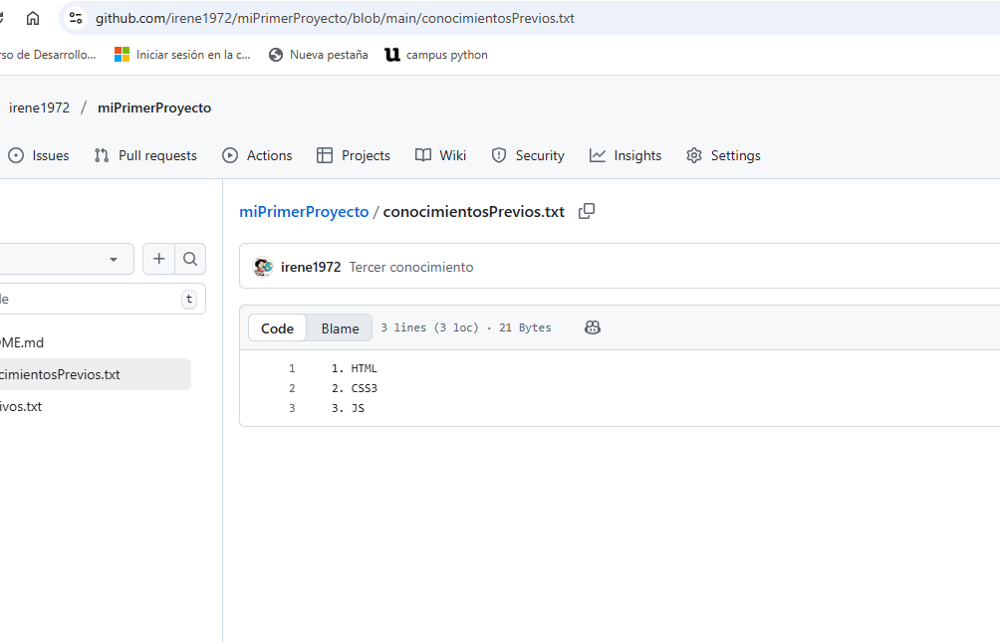 github.com/irene1972/miPrimerProyecto/blob/main/conocimientosPrevios.txt
rso de Desarrollo... Iniciar sesión en la c... Nueva pestaña campus python
irene1972 / miPrimerProyecto
Issues Pull requests Actions Projects Wiki Security Insights Settings
miPrimerProyecto / conocimientosPrevios.txt
irene1972 Tercer conocimiento
le t
Code Blame 3 lines (3 loc) · 21 Bytes
OME.md
cimientosPrevios.txt
ivos.txt
1 1. HTML
2 2. CSS3
3 3. JS